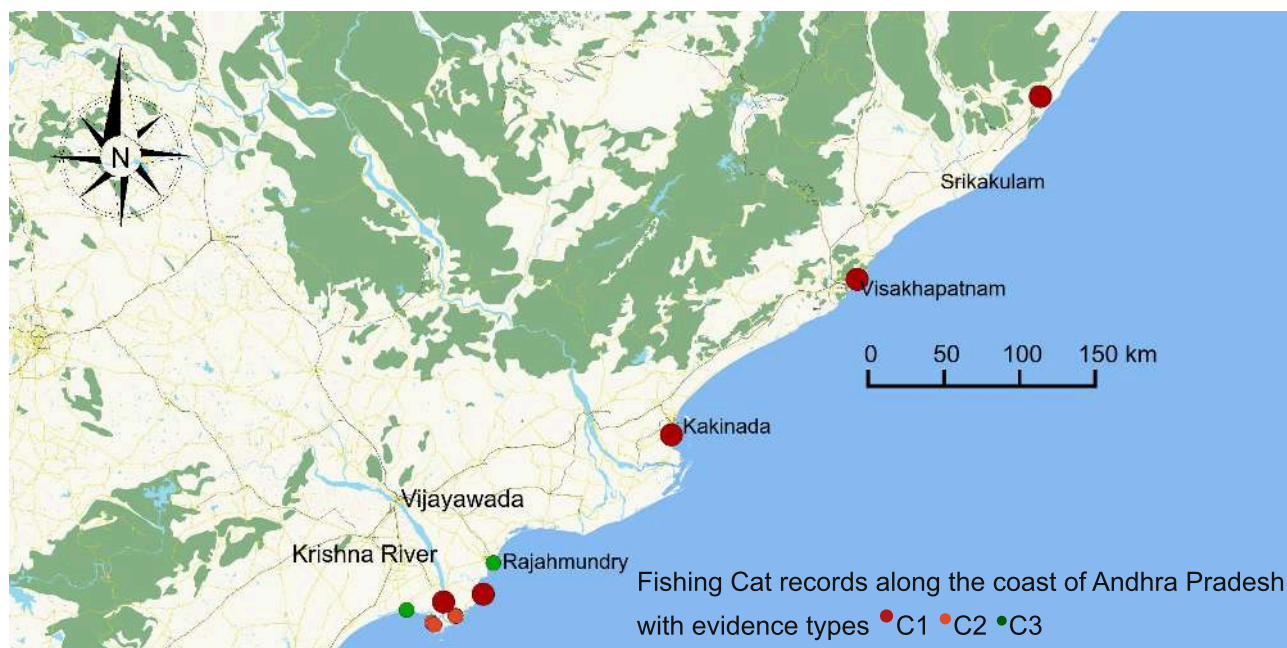 N
Srikakulam
Visakhapatnam
0 50 100 150 km
Kakinada
Vijayawada
Krishna River
Rajahmundry
Fishing Cat records along the coast of Andhra Pradesh
with evidence types C1 C2 C3